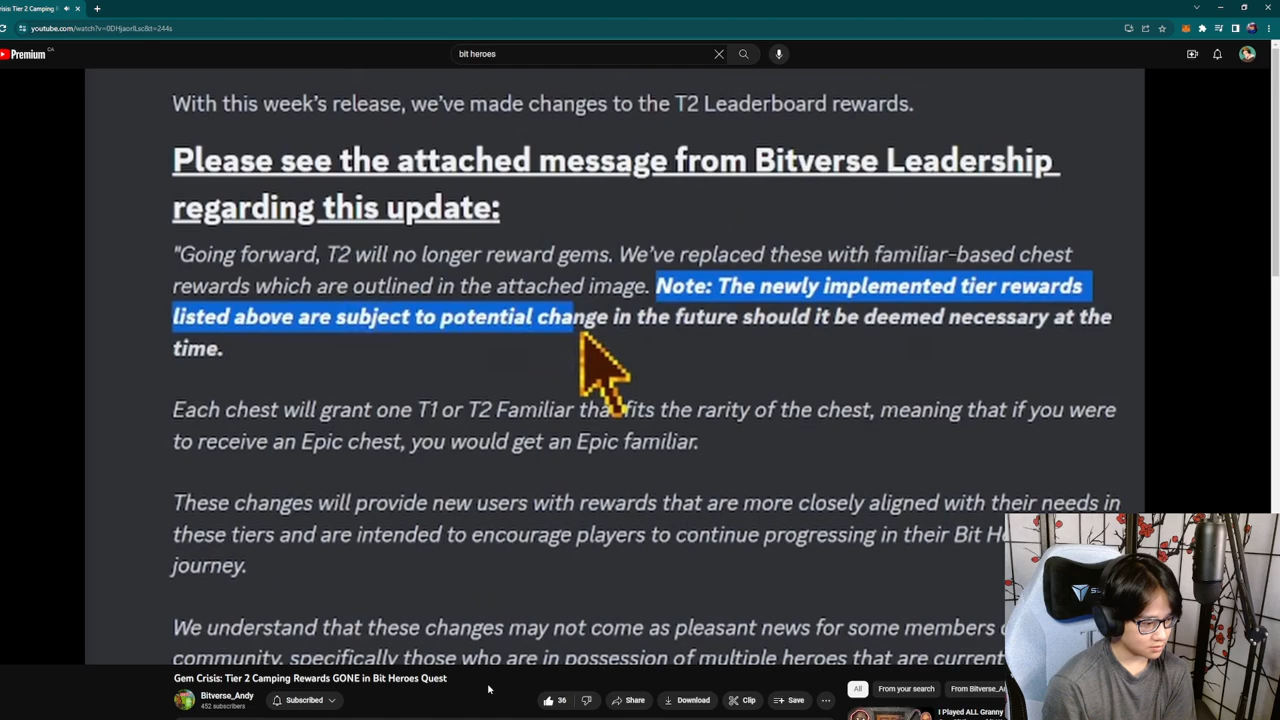 Crisis: Tier 2 Camping
youtube.com/watch?v=0DHjaorILsc&t=244s
Premium CA
bit heroes
With this week's release, we've made changes to the T2 Leaderboard rewards.
Please see the attached message from Bitverse Leadership
regarding this update:
"Going forward, T2 will no longer reward gems. We've replaced these with familiar-based chest
rewards which are outlined in the attached image. Note: The newly implemented tier rewards
listed above are subject to potential change in the future should it be deemed necessary at the
time.
Each chest will grant one T1 or T2 Familiar that fits the rarity of the chest, meaning that if you were
to receive an Epic chest, you would get an Epic familiar.
These changes will provide new users with rewards that are more closely aligned with their needs in
these tiers and are intended to encourage players to continue progressing in their Bit He
journey.
We understand that these changes may not come as pleasant news for some members
community, specifically those who are in possession of multiple heroes that are current
Gem Crisis: Tier 2 Camping Rewards GONE in Bit Heroes Quest
Bitverse_Andy
452 subscribers
Subscribed
36
Share
Download
Clip
Save
All
From your search
From Bitverse_An
I Played ALL Granny